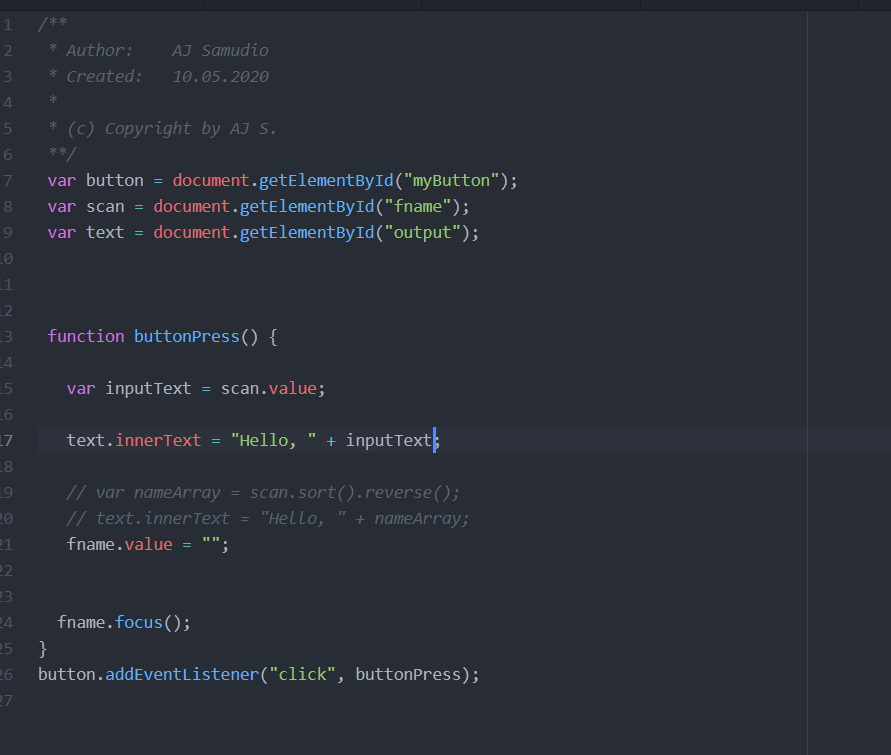 1 /**
2 * Author: AJ Samudio
3 * Created: 10.05.2020
4 *
5 * (c) Copyright by AJ S.
6 **/
7 var button = document.getElementById("myButton");
8 var scan = document.getElementById("fname");
9 var text = document.getElementById("output");
10
11
12
13 function buttonPress() {
14
15 var inputText = scan.value;
16
17 text.innerText = "Hello, " + inputText;
18
19 // var nameArray = scan.sort().reverse();
20 // text.innerText = "Hello, " + nameArray;
21 fname.value = "";
22
23
24 fname.focus();
25 }
26 button.addEventListener("click", buttonPress);
27